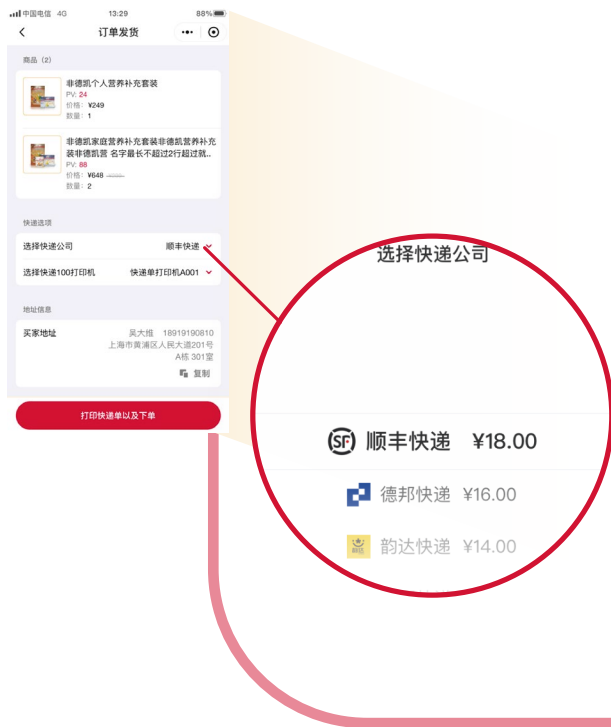 中国电信 4G 13:29 88%
订单发货
商品（2）
非德凯个人营养补充套装
PV: 24
价格: ¥249
数量: 1
非德凯家庭营养补充套装非德凯营养补充
装非德凯营 名字最长不超过2行超过就..
PV: 88
价格: ¥648
数量: 2
快递选项
选择快递公司 顺丰快递
选择快递100打印机 快递单打印机A001
地址信息
买家地址 吴大维 18919190810
上海市黄浦区人民大道201号
A栋 301室
复制
打印快递单以及下单
选择快递公司
SF 顺丰快递 ¥18.00
德邦快递 ¥16.00
韵达 韵达快递 ¥14.00